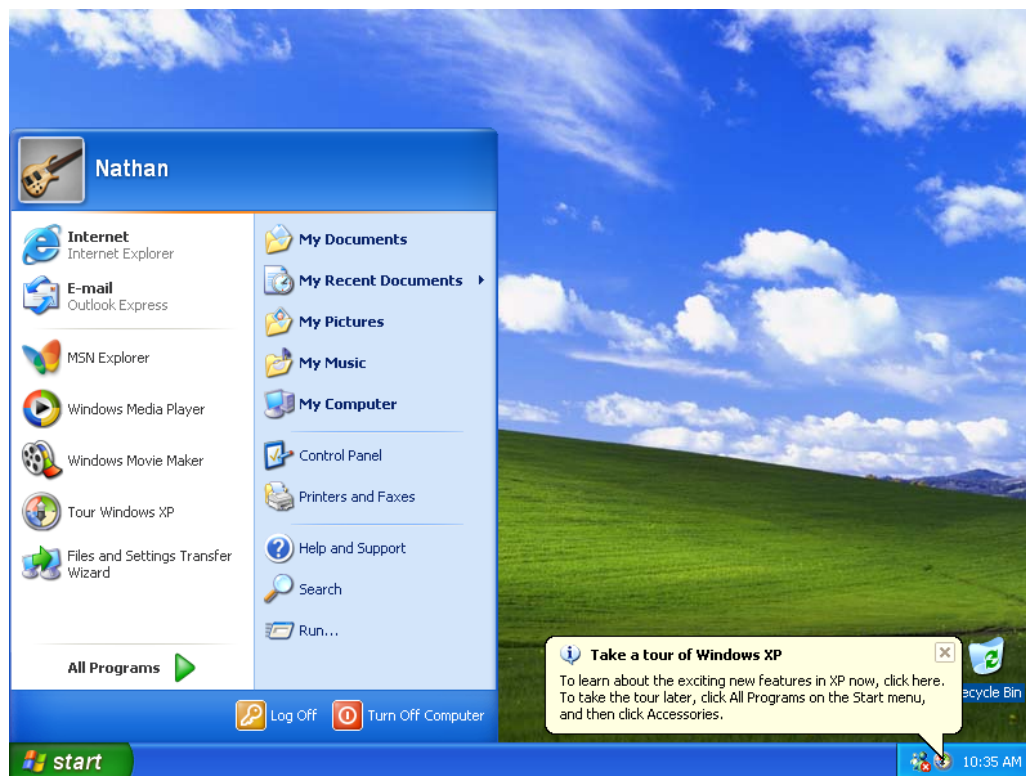 Nathan
Internet
Internet Explorer
E-mail
Outlook Express
MSN Explorer
Windows Media Player
Windows Movie Maker
Tour Windows XP
Files and Settings Transfer
Wizard
All Programs
My Documents
My Recent Documents
My Pictures
My Music
My Computer
Control Panel
Printers and Faxes
Help and Support
Search
Run...
Log Off
Turn Off Computer
Take a tour of Windows XP
To learn about the exciting new features in XP now, click here.
To take the tour later, click All Programs on the Start menu,
and then click Accessories.
ecycle Bin
start
10:35 AM